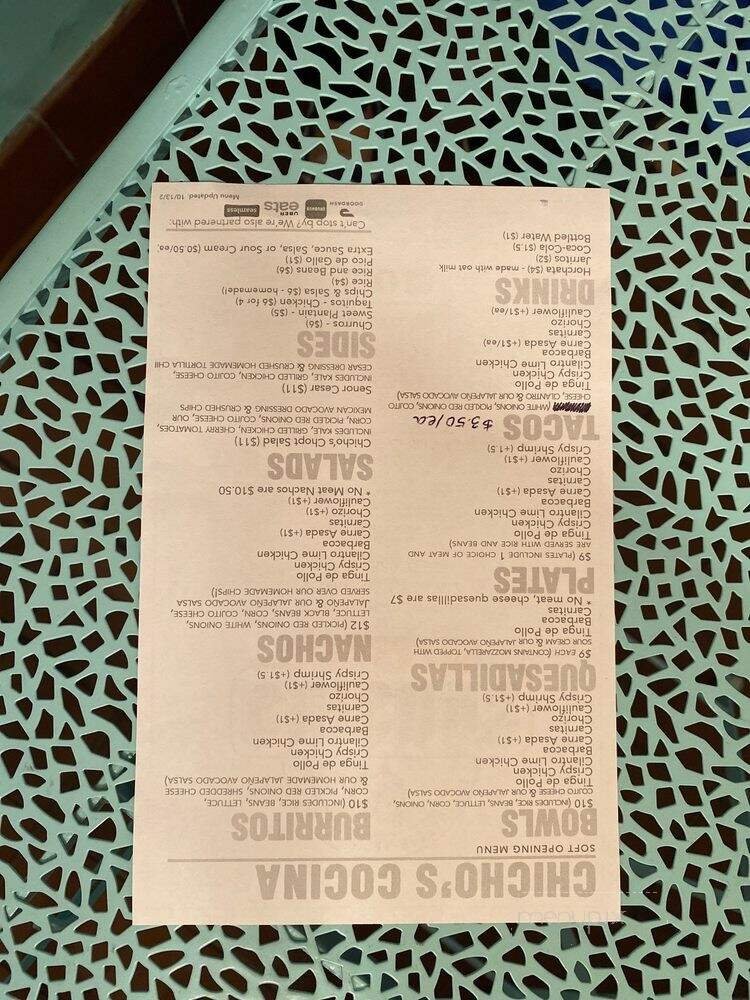 CHICHO'S COCINA
SOFT OPENING MENU
BOWLS
$10 (INCLUDES RICE, BEANS, LETTUCE, CORN, ONIONS,
COJITO CHEESE & OUR JALAPEÑO AVOCADO SALSA)
Tinga de Pollo
Crispy Chicken
Cilantro Lime Chicken
Barbacoa
Carne Asada (+$1)
Carnitas
Chorizo
Cauliflower (+$1)
Crispy Shrimp (+1.5)
QUESADILLAS
$9 EACH (CONTAINS MOZZARELLA, TOPPED WITH
SOUR CREAM & OUR JALAPEÑO AVOCADO SALSA)
Tinga de Pollo
Barbacoa
Carnitas
* No meat, cheese quesadilllas are $7
PLATES
$9 (PLATES INCLUDE 1 CHOICE OF MEAT AND
ARE SERVED WITH RICE AND BEANS)
Tinga de Pollo
Crispy Chicken
Cilantro Lime Chicken
Barbacoa
Carne Asada (+$1)
Carnitas
Chorizo
Cauliflower (+$1)
Crispy Shrimp (+1.5)
TACOS $3.50/ea
(WHITE ONIONS, PICKLED RED ONIONS, COJITO
CHEESE, CILANTRO & OUR JALAPEÑO AVOCADO SALSA)
Tinga de Pollo
Crispy Chicken
Cilantro Lime Chicken
Barbacoa
Carne Asada (+$1/ea)
Carnitas
Chorizo
Cauliflower (+$1/ea)
DRINKS
Horchata ($4) - made with oat milk
Jarritos ($2)
Coca-Cola ($1.5)
Bottled Water ($1)
BURRITOS
$10 (INCLUDES RICE, BEANS, LETTUCE,
CORN, PICKLED RED ONIONS, SHREDDED CHEESE
& OUR HOMEMADE JALAPEÑO AVOCADO SALSA)
Tinga de Pollo
Crispy Chicken
Cilantro Lime Chicken
Barbacoa
Carne Asada (+$1)
Carnitas
Chorizo
Cauliflower (+$1)
Crispy Shrimp (+$1.5)
NACHOS
$12 (PICKLED RED ONIONS, WHITE ONIONS,
LETTUCE, BLACK BEANS, CORN, COJITO CHEESE,
JALAPEÑO & OUR JALAPEÑO AVOCADO SALSA
SERVED OVER OUR HOMEMADE CHIPS!)
Tinga de Pollo
Crispy Chicken
Cilantro Lime Chicken
Barbacoa
Carne Asada (+$1)
Carnitas
Chorizo (+$1)
Cauliflower (+$1)
* No Meat Nachos are $10.50
SALADS
Chicho's Chopt Salad ($11)
INCLUDES KALE, GRILLED CHICKEN, CHERRY TOMATOES,
CORN, PICKLED RED ONIONS, COJITO CHEESE, OUR
MEXICAN AVOCADO DRESSING & CRUSHED CHIPS
Senor Cesar ($11)
INCLUDES KALE, GRILLED CHICKEN, COJITO CHEESE,
CESAR DRESSING & CRUSHED HOMEMADE TORTILLA CHI
SIDES
Churros - ($6)
Sweet Plantain - ($5)
Taquitos - Chicken - ($6 for 4)
Chips & Salsa ($6 - homemade!)
Rice ($4)
Rice and Beans ($6)
Pico de Gallo ($1)
Extra Sauce, Salsa, or Sour Cream ($0.50/ea.
Can't stop by? We're also partnered with:
DOORDASH
GRUBHUB
UBER eats
seamless
Menu Updated: 10/13/2